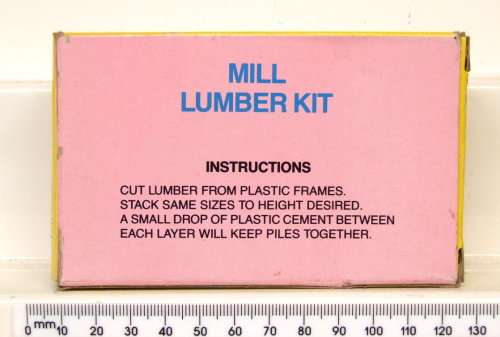 MILL
LUMBER KIT
INSTRUCTIONS
CUT LUMBER FROM PLASTIC FRAMES.
STACK SAME SIZES TO HEIGHT DESIRED.
A SMALL DROP OF PLASTIC CEMENT BETWEEN
EACH LAYER WILL KEEP PILES TOGETHER.
0 mm 10 20 30 40 50 60 70 80 90 100 110 120 130